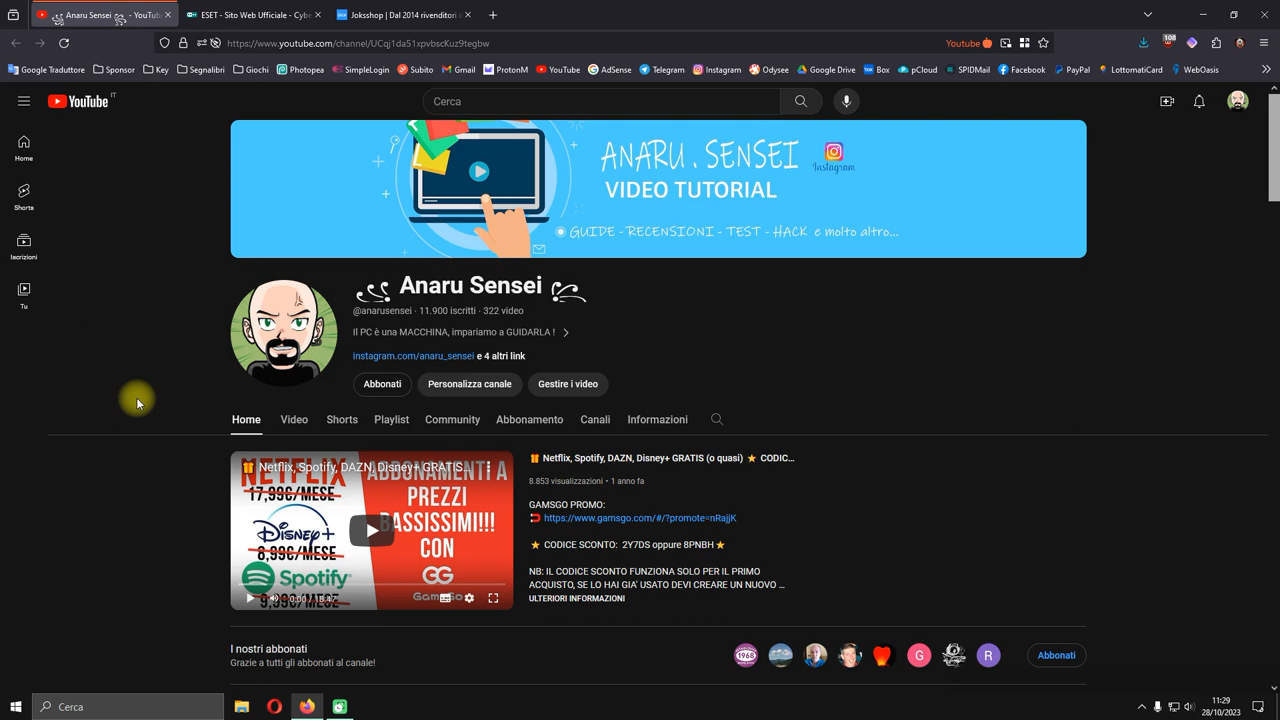 Anaru Sensei - YouTube
ESET - Sito Web Ufficiale - Cybe
Joksshop | Dal 2014 rivenditori s
https://www.youtube.com/channel/UCqj1da51xpvbscKuz9tegbw
Youtube
108
Google Traduttore
Sponsor
Key
Segnalibri
Giochi
Photopea
SimpleLogin
Subito
Gmail
ProtonM
YouTube
AdSense
Telegram
Instagram
Odysee
Google Drive
Box
pCloud
SPIDMail
Facebook
PayPal
LottomatiCard
WebOasis
YouTube IT
Cerca
Home
Shorts
Iscrizioni
Tu
ANARU.SENSEI
Instagram
VIDEO TUTORIAL
GUIDE - RECENSIONI - TEST - HACK e molto altro...
Anaru Sensei
@anarusensei · 11.900 iscritti · 322 video
Il PC è una MACCHINA, impariamo a GUIDARLA !
instagram.com/anaru_sensei e 4 altri link
Abbonati
Personalizza canale
Gestire i video
Home
Video
Shorts
Playlist
Community
Abbonamento
Canali
Informazioni
Netflix, Spotify, DAZN, Disney+ GRATIS...
NETFLIX
17,99€/MESE
Disney+
8,99€/MESE
Spotify
9,99€/MESE
ABBONAMENTI A
PREZZI
BASSISSIMI!!!
CON
GG
GamsGo
0:00 / 18:47
Netflix, Spotify, DAZN, Disney+ GRATIS (o quasi) ⭐ CODIC...
8.853 visualizzazioni • 1 anno fa
GAMSGO PROMO:
https://www.gamsgo.com/#/?promote=nRajjK
⭐ CODICE SCONTO: 2Y7DS oppure 8PNBH⭐
NB: IL CODICE SCONTO FUNZIONA SOLO PER IL PRIMO
ACQUISTO, SE LO HAI GIA' USATO DEVI CREARE UN NUOVO ...
ULTERIORI INFORMAZIONI
I nostri abbonati
Grazie a tutti gli abbonati al canale!
1968
G
R
Abbonati
Cerca
11:29
28/10/2023